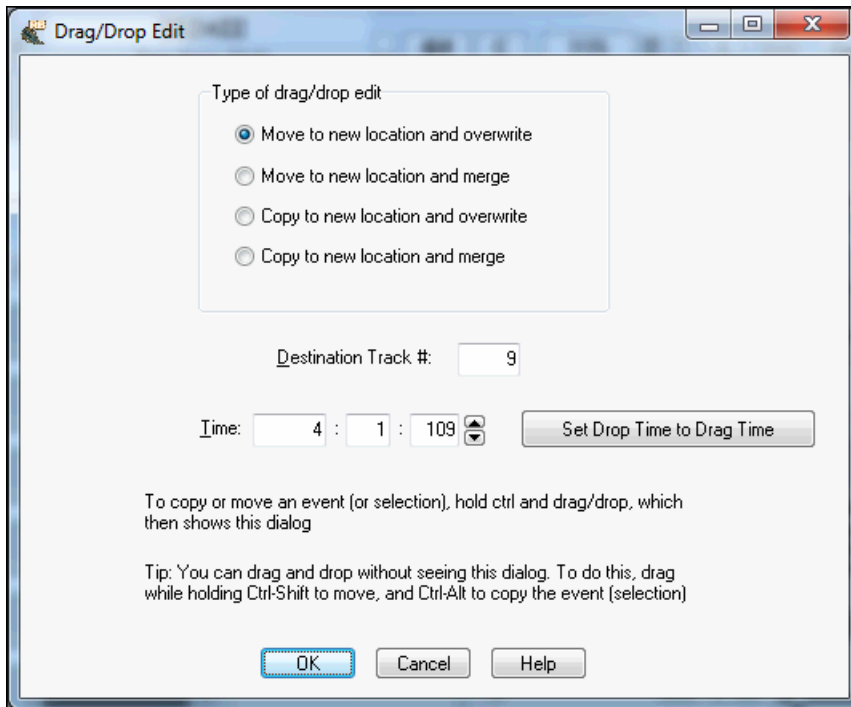 Drag/Drop Edit
Type of drag/drop edit
Move to new location and overwrite
Move to new location and merge
Copy to new location and overwrite
Copy to new location and merge
Destination Track #: 9
Time: 4 : 1 : 109 Set Drop Time to Drag Time
To copy or move an event (or selection), hold ctrl and drag/drop, which
then shows this dialog
Tip: You can drag and drop without seeing this dialog. To do this, drag
while holding Ctrl-Shift to move, and Ctrl-Alt to copy the event (selection)
OK Cancel Help